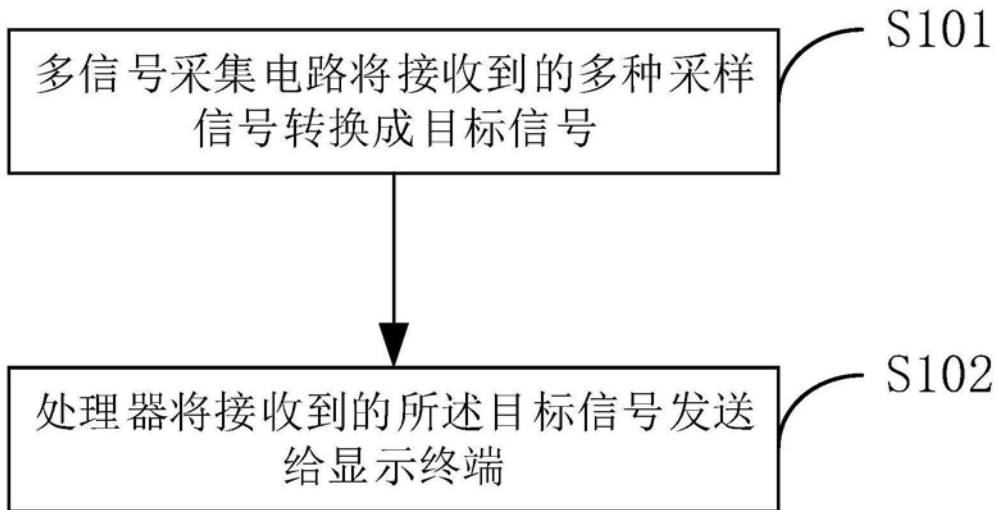 S101
多信号采集电路将接收到的多种采样
信号转换成目标信号
S102
处理器将接收到的所述目标信号发送
给显示终端